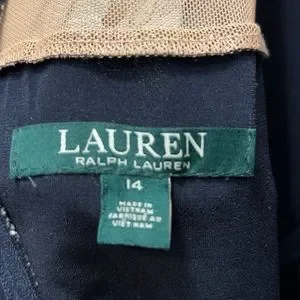 LAUREN
RALPH LAUREN
14
MADE IN
VIETNAM
FABRIQUÉ AU
VIET NAM